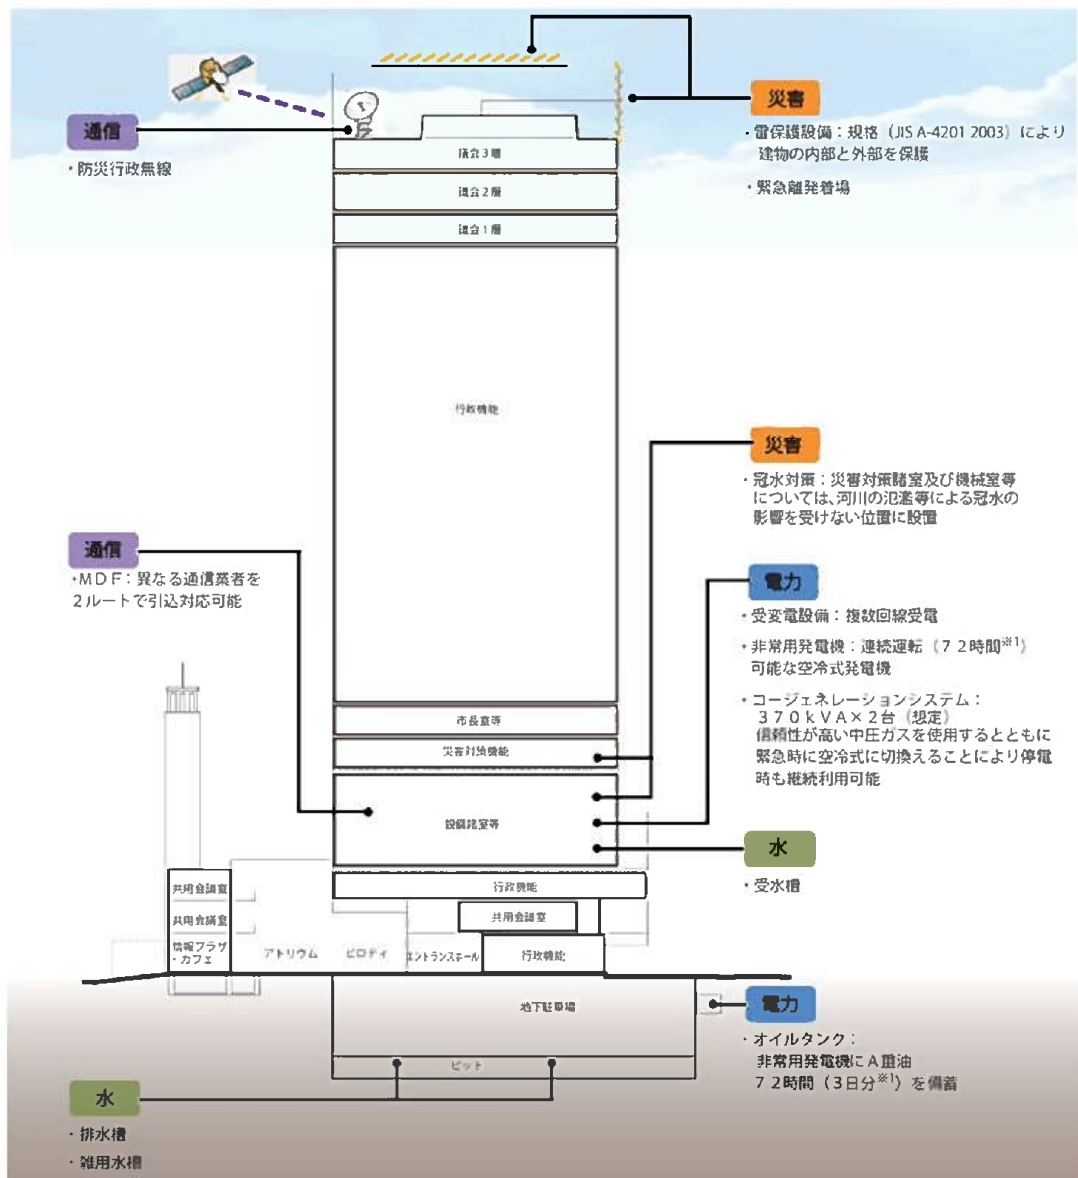 災害
・雷保護設備：規格（JIS A-4201 2003）により
建物の内部と外部を保護
・緊急離発着場
通信
・防災行政無線
議会３層
議会２層
議会１層
行政機能
災害
・冠水対策：災害対策諸室及び機械室等
については、河川の氾濫等による冠水の
影響を受けない位置に設置
通信
・ＭＤＦ：異なる通信業者を
２ルートで引込対応可能
電力
・受変電設備：複数回線受電
・非常用発電機：連続運転（７２時間※1）
可能な空冷式発電機
・コージェネレーションシステム：
３７０ｋＶＡ×２台（想定）
信頼性が高い中圧ガスを使用するとともに
緊急時に空冷式に切換えることにより停電
時も継続利用可能
市長室等
災害対策機能
設備諸室等
水
・受水槽
行政機能
共用会議室
共用会議室
共用会議室
情報プラザ
・カフェ
アトリウム
ピロティ
エントランスホール
行政機能
地下駐車場
ピット
電力
・オイルタンク：
非常用発電機にＡ重油
７２時間（３日分※1）を備蓄
水
・排水槽
・雑用水槽